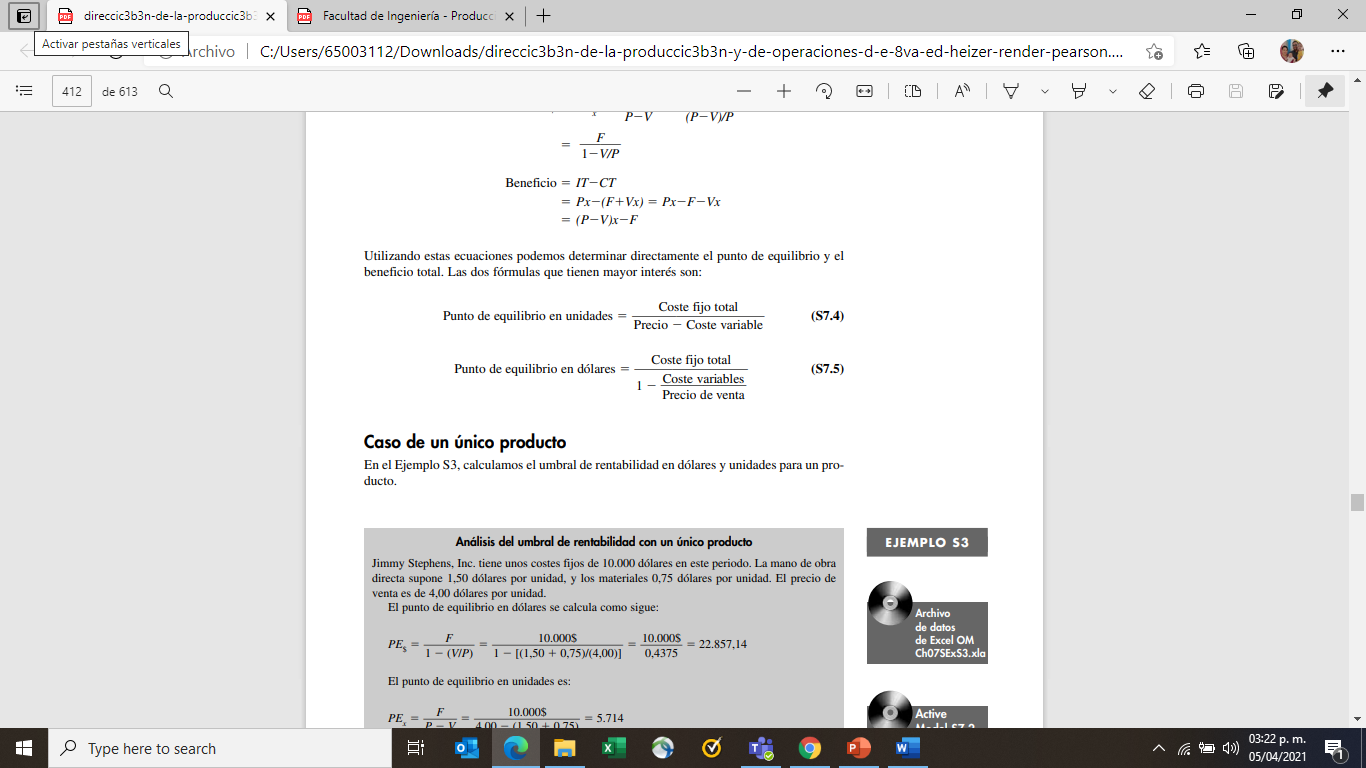 direccic3b3n-de-la-produccic3b3
Facultad de Ingeniería - Producc
Activar pestañas verticales
Archivo
C:/Users/65003112/Downloads/direccic3b3n-de-la-produccic3b3n-y-de-operaciones-d-e-8va-ed-heizer-render-pearson....
412 de 613
x P−V (P−V)/P
= F
1−V/P
Beneficio = IT−CT
= Px−(F+Vx) = Px−F−Vx
= (P−V)x−F
Utilizando estas ecuaciones podemos determinar directamente el punto de equilibrio y el
beneficio total. Las dos fórmulas que tienen mayor interés son:
Coste fijo total
Punto de equilibrio en unidades = (S7.4)
Precio − Coste variable
Coste fijo total
Punto de equilibrio en dólares = (S7.5)
1 − Coste variables
Precio de venta
Caso de un único producto
En el Ejemplo S3, calculamos el umbral de rentabilidad en dólares y unidades para un pro-
ducto.
Análisis del umbral de rentabilidad con un único producto
Jimmy Stephens, Inc. tiene unos costes fijos de 10.000 dólares en este periodo. La mano de obra
directa supone 1,50 dólares por unidad, y los materiales 0,75 dólares por unidad. El precio de
venta es de 4,00 dólares por unidad.
El punto de equilibrio en dólares se calcula como sigue:
F 10.000$ 10.000$
PE$ = = = = 22.857,14
1 − (V/P) 1 − [(1,50 + 0,75)/(4,00)] 0,4375
El punto de equilibrio en unidades es:
F 10.000$
PEx = = = 5.714
P − V 4,00 − (1,50 + 0,75)
EJEMPLO S3
Archivo
de datos
de Excel OM
Ch07SExS3.xla
Active
Model S7.2
Type here to search
03:22 p. m.
05/04/2021
1